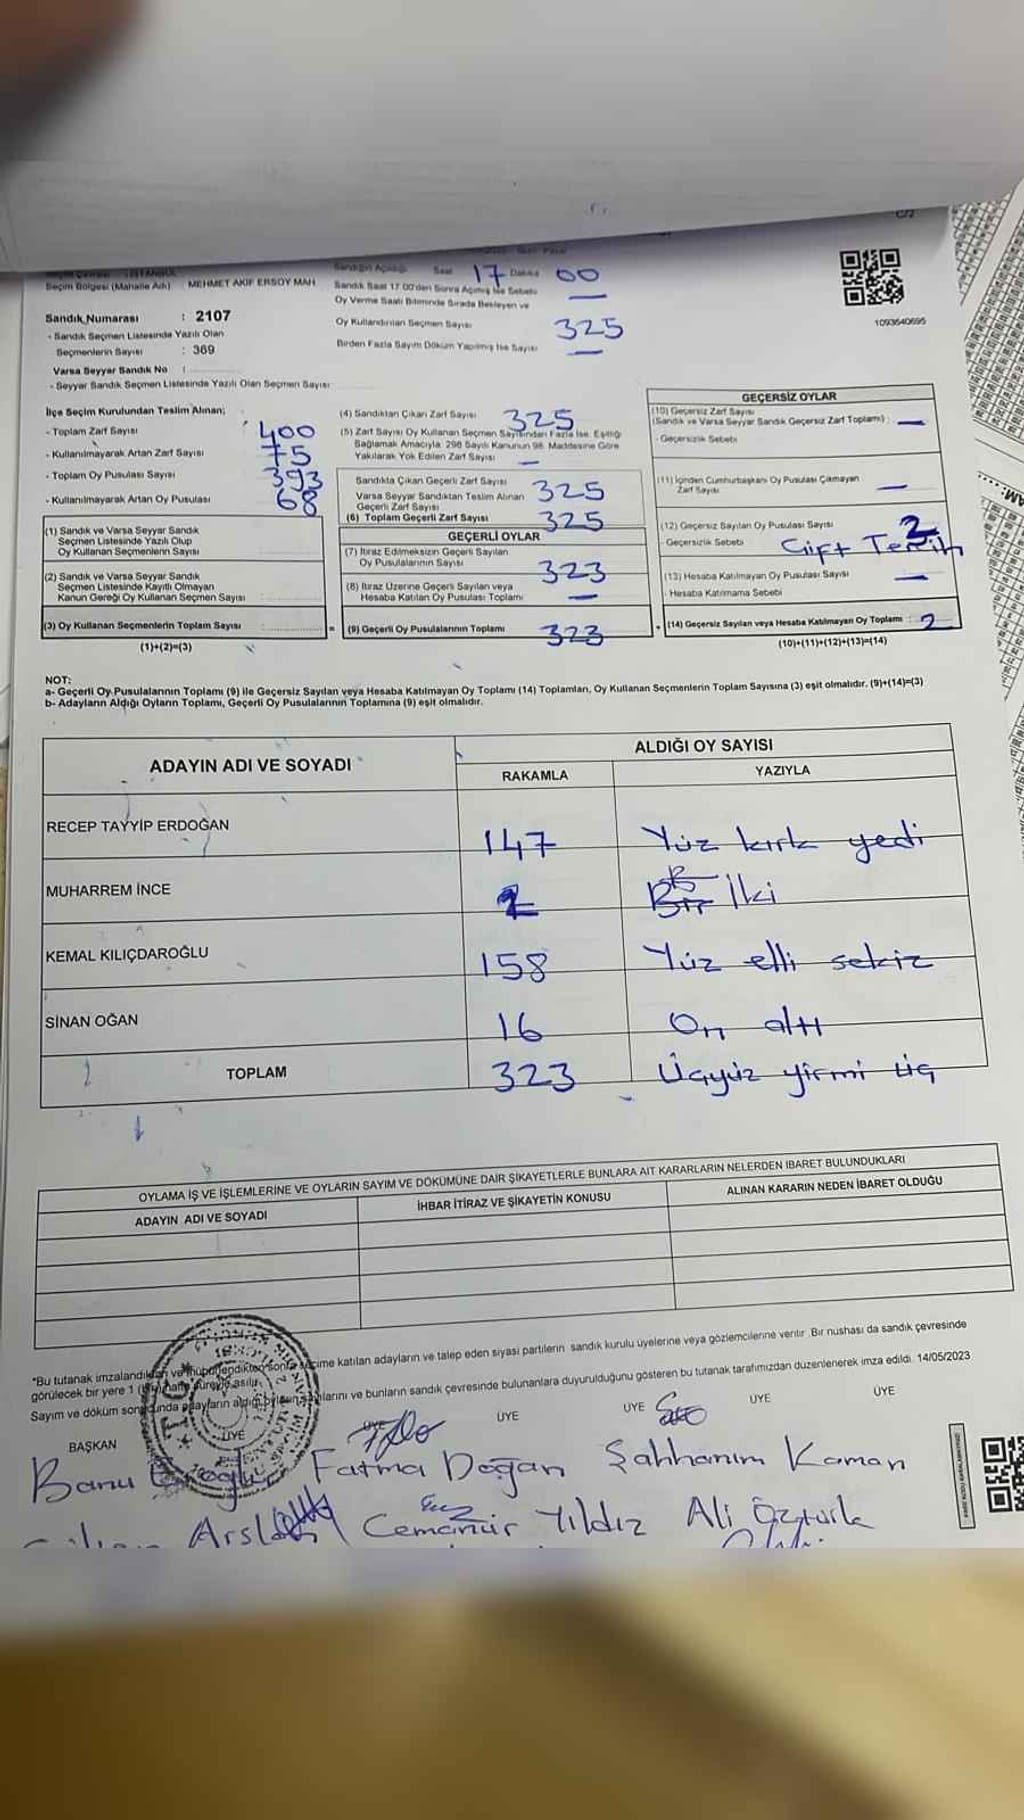 Seçim Bölgesi (Mahalle Adı) : MEHMET AKİF ERSOY MAH
Sandığın Açıldığı Saat 17 Dakika 00
Sandık Saat 17.00'den Sonra Açılmış İse Sebebi —
Oy Verme Saati Bitiminde Sırada Bekleyen ve
Oy Kullandırılan Seçmen Sayısı 325
Birden Fazla Sayım Döküm Yapılmış İse Sayısı —
1093640695
Sandık Numarası : 2107
- Sandık Seçmen Listesinde Yazılı Olan
Seçmenlerin Sayısı : 369
Varsa Seyyar Sandık No :
- Seyyar Sandık Seçmen Listesinde Yazılı Olan Seçmen Sayısı
İlçe Seçim Kurulundan Teslim Alınan;
- Toplam Zarf Sayısı 400
- Kullanılmayarak Artan Zarf Sayısı 75
- Toplam Oy Pusulası Sayısı 393
- Kullanılmayarak Artan Oy Pusulası 68
(1) Sandık ve Varsa Seyyar Sandık
Seçmen Listesinde Yazılı Olup
Oy Kullanan Seçmenlerin Sayısı
(2) Sandık ve Varsa Seyyar Sandık
Seçmen Listesinde Kayıtlı Olmayan
Kanun Gereği Oy Kullanan Seçmen Sayısı
(3) Oy Kullanan Seçmenlerin Toplam Sayısı =
(1)+(2)=(3)
(4) Sandıktan Çıkan Zarf Sayısı 325
(5) Zarf Sayısı Oy Kullanan Seçmen Sayısından Fazla İse, Eşitliği
Sağlamak Amacıyla, 298 Sayılı Kanunun 98. Maddesine Göre
Yakılarak Yok Edilen Zarf Sayısı —
Sandıkta Çıkan Geçerli Zarf Sayısı 325
Varsa Seyyar Sandıktan Teslim Alınan
Geçerli Zarf Sayısı
(6) Toplam Geçerli Zarf Sayısı 325
GEÇERLİ OYLAR
(7) İtiraz Edilmeksizin Geçerli Sayılan
Oy Pusulalarının Sayısı 323
(8) İtiraz Üzerine Geçerli Sayılan veya
Hesaba Katılan Oy Pusulası Toplamı —
(9) Geçerli Oy Pusulalarının Toplamı 323 +
GEÇERSİZ OYLAR
(10) Geçersiz Zarf Sayısı
(Sandık ve Varsa Seyyar Sandık Geçersiz Zarf Toplamı) : —
- Geçersizlik Sebebi
(11) İçinden Cumhurbaşkanı Oy Pusulası Çıkmayan
Zarf Sayısı —
(12) Geçersiz Sayılan Oy Pusulası Sayısı 2
- Geçersizlik Sebebi Çift Tercih
(13) Hesaba Katılmayan Oy Pusulası Sayısı —
- Hesaba Katılmama Sebebi
(14) Geçersiz Sayılan veya Hesaba Katılmayan Oy Toplamı : 2
(10)+(11)+(12)+(13)=(14)
NOT:
a- Geçerli Oy Pusulalarının Toplamı (9) ile Geçersiz Sayılan veya Hesaba Katılmayan Oy Toplamı (14) Toplamları, Oy Kullanan Seçmenlerin Toplam Sayısına (3) eşit olmalıdır. (9)+(14)=(3)
b- Adayların Aldığı Oyların Toplamı, Geçerli Oy Pusulalarının Toplamına (9) eşit olmalıdır.
ADAYIN ADI VE SOYADI
ALDIĞI OY SAYISI
RAKAMLA
YAZIYLA
RECEP TAYYİP ERDOĞAN 147 Yüz kırk yedi
MUHARREM İNCE 2 Bir İki
KEMAL KILIÇDAROĞLU 158 Yüz elli sekiz
SİNAN OĞAN 16 On altı
TOPLAM 323 Üçyüz yirmi üç
OYLAMA İŞ VE İŞLEMLERİNE VE OYLARIN SAYIM VE DÖKÜMÜNE DAİR ŞİKAYETLERLE BUNLARA AİT KARARLARIN NELERDEN İBARET BULUNDUKLARI
ADAYIN ADI VE SOYADI
İHBAR İTİRAZ VE ŞİKAYETİN KONUSU
ALINAN KARARIN NEDEN İBARET OLDUĞU
*Bu tutanak imzalandıktan ve mühürlendikten sonra seçime katılan adayların ve talep eden siyasi partilerin sandık kurulu üyelerine veya gözlemcilerine verilir. Bir nushası da sandık çevresinde
görülecek bir yere 1 (bir) hafta süreyle asılır.
Sayım ve döküm sonucunda adayların aldığı oyların sayılarını ve bunların sandık çevresinde bulunanlara duyurulduğunu gösteren bu tutanak tarafımızdan düzenlenerek imza edildi. 14/05/2023
BAŞKAN ÜYE ÜYE ÜYE ÜYE ÜYE ÜYE
Banu Fatma Doğan Şahhanım Kaman
Arslan Cemanur Yıldız Ali Öztürk